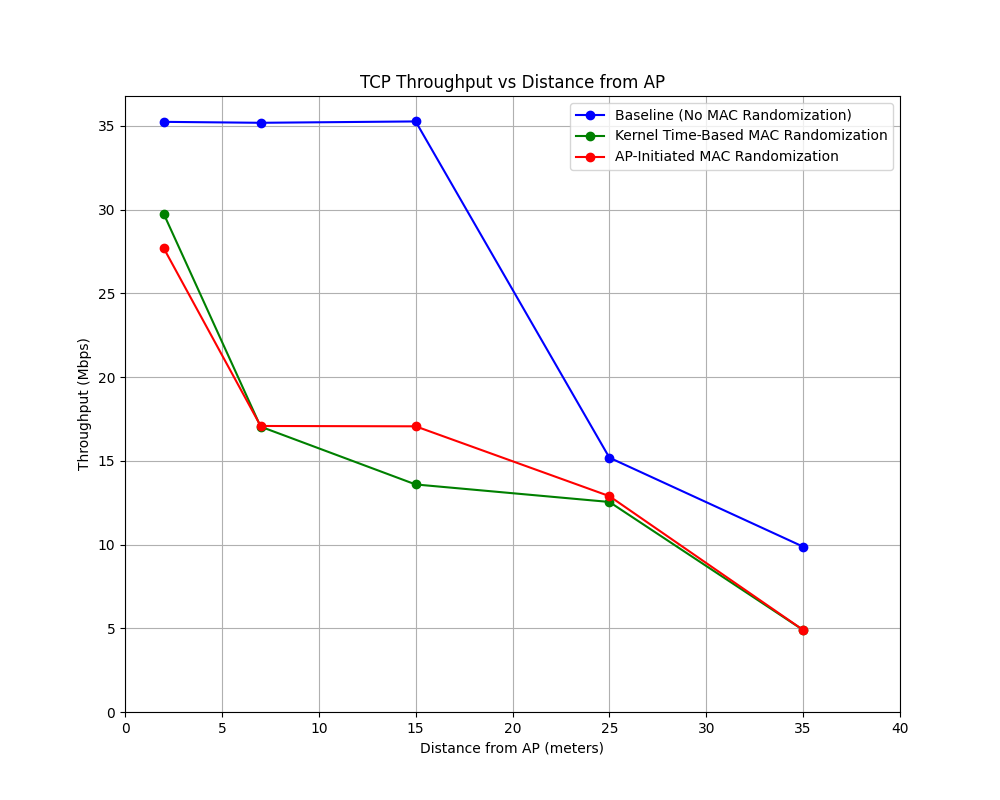 TCP Throughput vs Distance from AP
Baseline (No MAC Randomization)
Kernel Time-Based MAC Randomization
AP-Initiated MAC Randomization
Throughput (Mbps)
35
30
25
20
15
10
5
0
0 5 10 15 20 25 30 35 40
Distance from AP (meters)